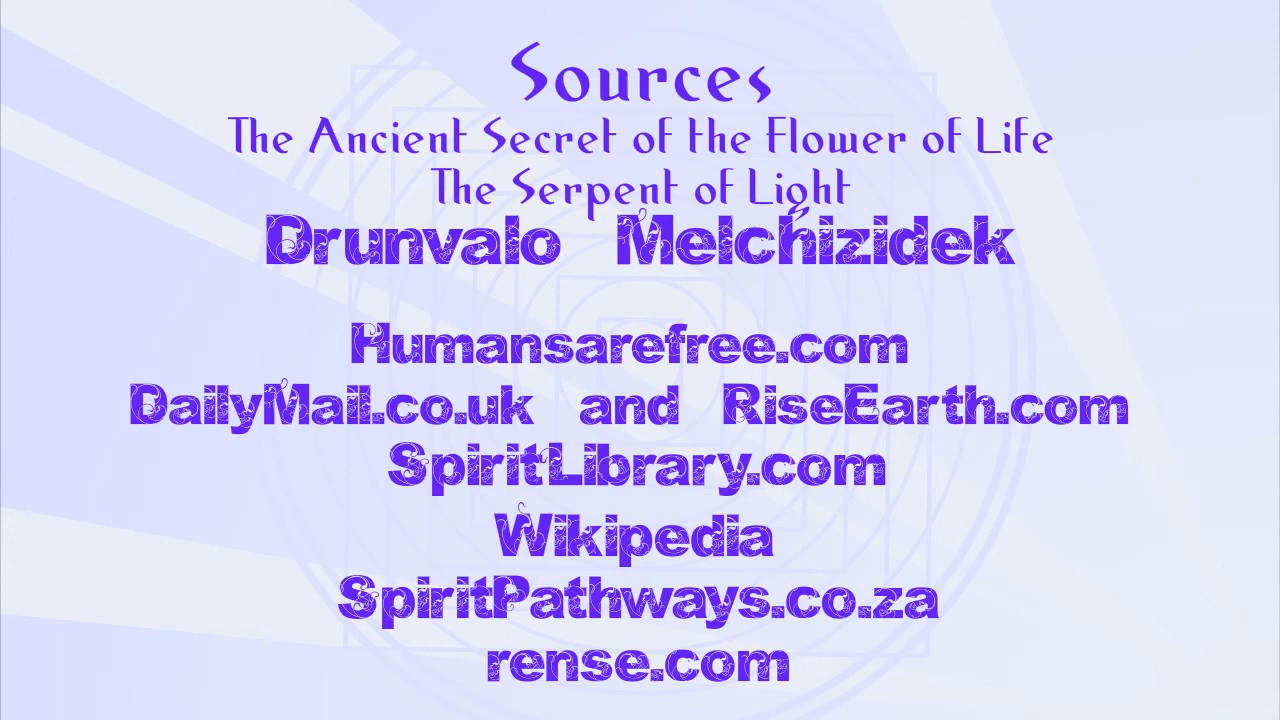 Sources
The Ancient Secret of the Flower of Life
The Serpent of Light
Drunvalo Melchizidek
Humansarefree.com
DailyMail.co.uk and RiseEarth.com
SpiritLibrary.com
Wikipedia
SpiritPathways.co.za
rense.com